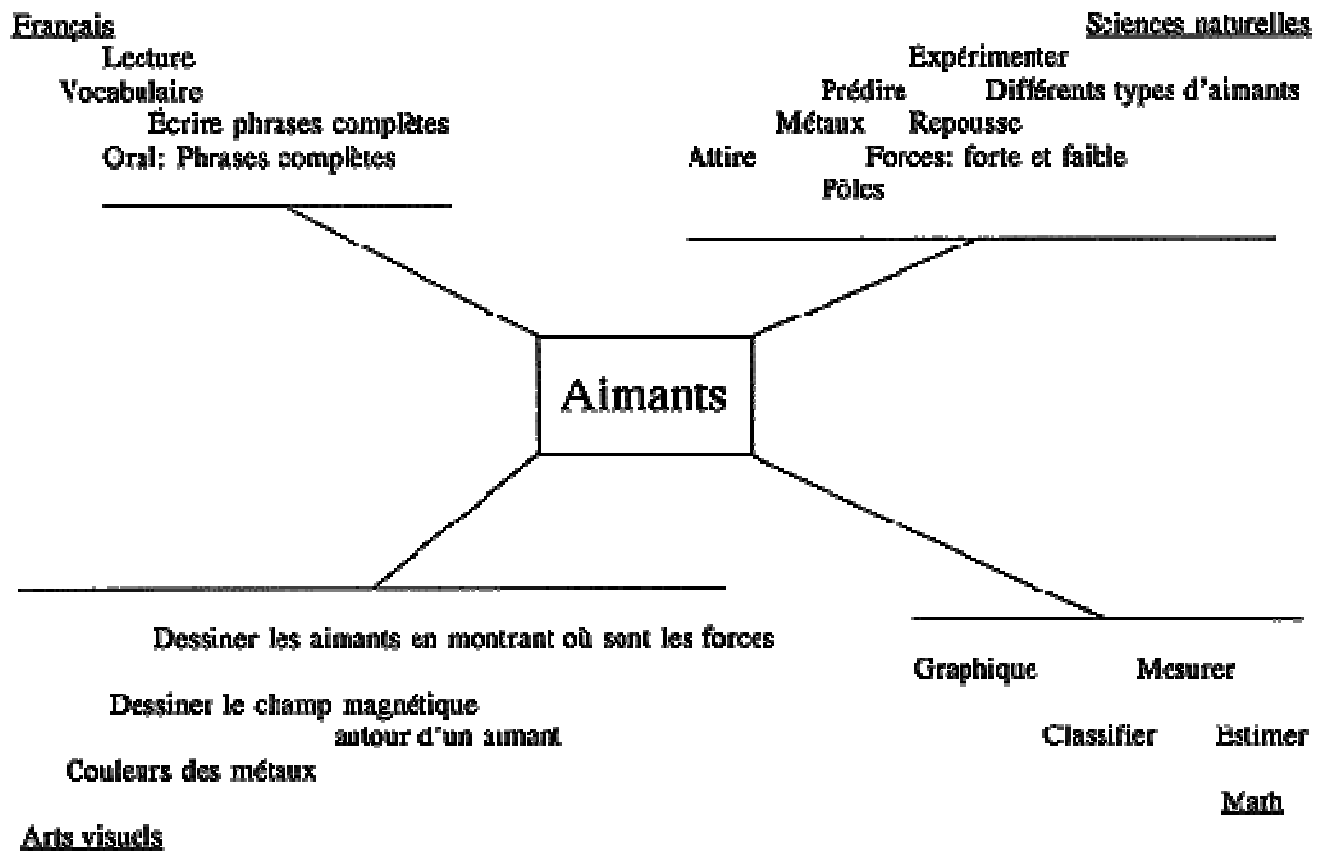 Français
Lecture
Vocabulaire
Écrire phrases complètes
Oral: Phrases complètes
Sciences naturelles
Expérimenter
Prédire Différents types d'aimants
Métaux Repousse
Attire Forces: forte et faible
Pôles
Aimants
Dessiner les aimants en montrant où sont les forces
Dessiner le champ magnétique
autour d'un aimant
Couleurs des métaux
Arts visuels
Graphique Mesurer
Classifier Estimer
Math